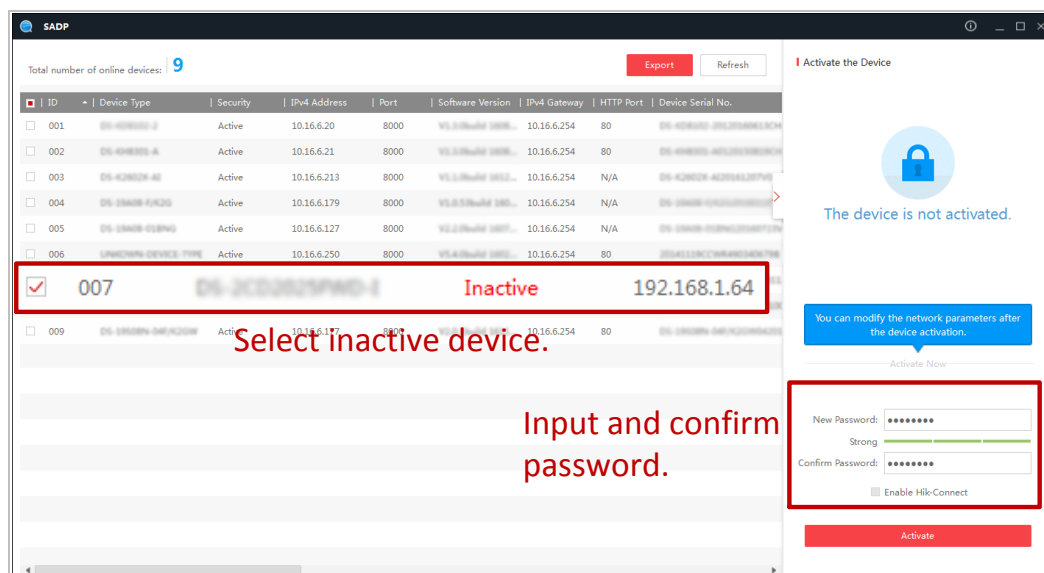 SADP
Total number of online devices: 9
Export
Refresh
ID Device Type Security IPv4 Address Port Software Version IPv4 Gateway HTTP Port Device Serial No.
001 Active 10.16.6.20 8000 10.16.6.254 80
002 Active 10.16.6.21 8000 10.16.6.254 80
003 Active 10.16.6.213 8000 10.16.6.254 N/A
004 Active 10.16.6.179 8000 10.16.6.254 N/A
005 Active 10.16.6.127 8000 10.16.6.254 N/A
006 UNKOWN-DEVICE-TYPE Active 10.16.6.250 8000 10.16.6.254 80
007 Inactive 192.168.1.64
009 10.16.6.254 80
Select inactive device.
Input and confirm
password.
Activate the Device
The device is not activated.
You can modify the network parameters after
the device activation.
Activate Now
New Password: ●●●●●●●●
Strong
Confirm Password: ●●●●●●●●
Enable Hik-Connect
Activate